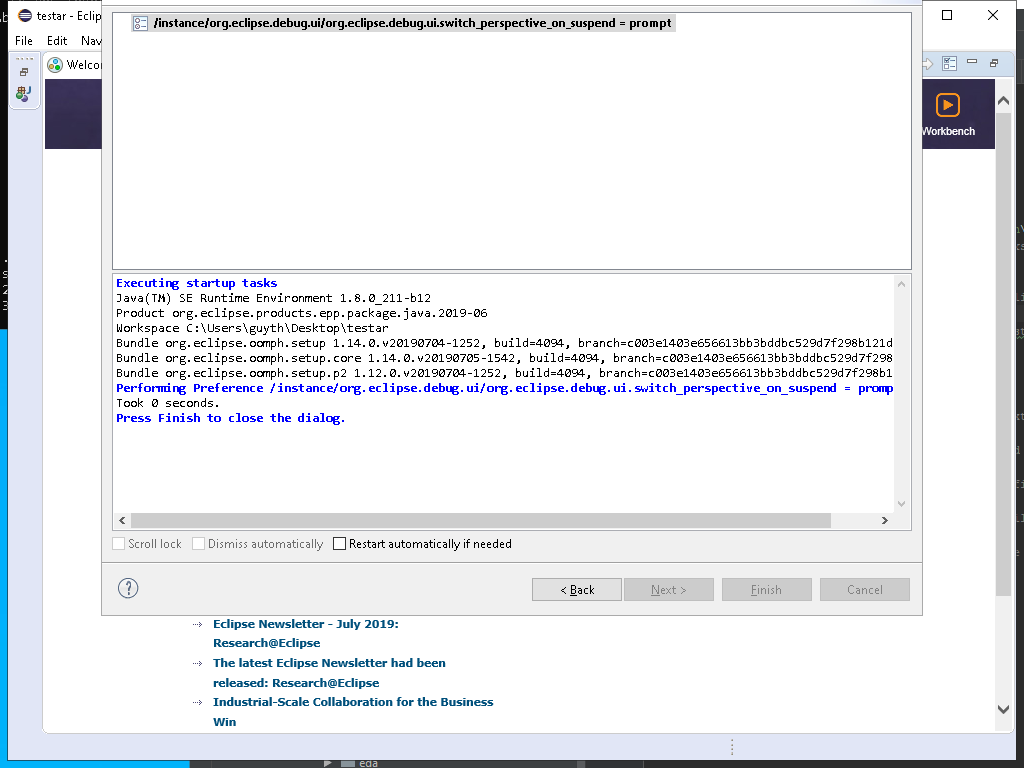 testar - Eclip
/instance/org.eclipse.debug.ui/org.eclipse.debug.ui.switch_perspective_on_suspend = prompt
File Edit Nav
Welco
Workbench
Executing startup tasks
Java(TM) SE Runtime Environment 1.8.0_211-b12
Product org.eclipse.products.epp.package.java.2019-06
Workspace C:\Users\guyth\Desktop\testar
Bundle org.eclipse.oomph.setup 1.14.0.v20190704-1252, build=4094, branch=c003e1403e656613bb3bddbc529d7f298b121d
Bundle org.eclipse.oomph.setup.core 1.14.0.v20190705-1542, build=4094, branch=c003e1403e656613bb3bddbc529d7f298
Bundle org.eclipse.oomph.setup.p2 1.12.0.v20190704-1252, build=4094, branch=c003e1403e656613bb3bddbc529d7f298b1
Performing Preference /instance/org.eclipse.debug.ui/org.eclipse.debug.ui.switch_perspective_on_suspend = promp
Took 0 seconds.
Press Finish to close the dialog.
Scroll lock Dismiss automatically Restart automatically if needed
? < Back Next > Finish Cancel
Eclipse Newsletter - July 2019:
Research@Eclipse
The latest Eclipse Newsletter had been
released: Research@Eclipse
Industrial-Scale Collaboration for the Business
Win
eda